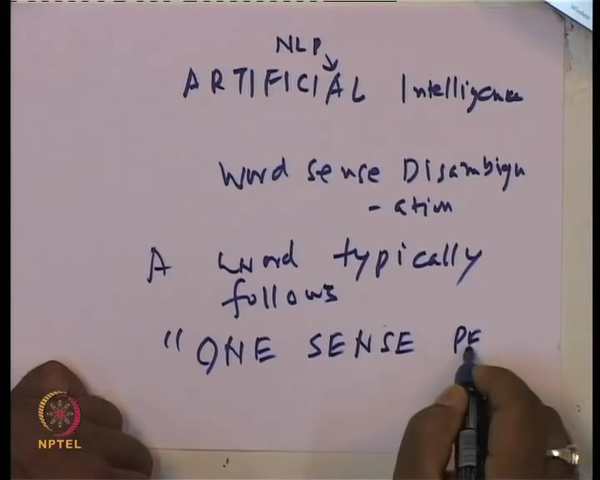 NLP
ARTIFICIAL Intelligence
Word sense Disambigu
- ation
A word typically
follows
"ONE SENSE PE
NPTEL